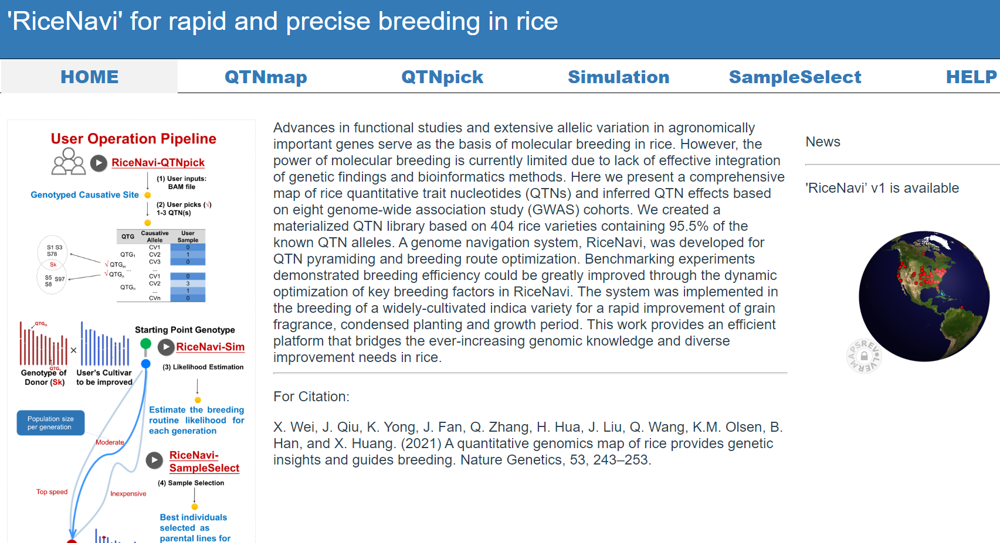 'RiceNavi' for rapid and precise breeding in rice
HOME
QTNmap
QTNpick
Simulation
SampleSelect
HELP
User Operation Pipeline
RiceNavi-QTNpick
(1) User inputs:
BAM file
Genotyped Causative Site
(2) User picks (√)
1-3 QTN(s)
QTG Causative Allele User Sample
CV1 0
QTG1 CV2 1
CV3 0
... ...
CV1 0
QTGn CV2 3
... 1
CVn 0
S1 S3
S78
Sk
S5 S97
S8
√ QTGm
√ QTGn
QTGm
QTGn
×
Genotype of
Donor (Sk)
User's Cultivar
to be improved
Starting Point Genotype
RiceNavi-Sim
(3) Likelihood Estimation
Estimate the breeding
routine likelihood for
each generation
Population size
per generation
Moderate
RiceNavi-
SampleSelect
(4) Sample Selection
Top speed
Inexpensive
Best individuals
selected as
parental lines for
Advances in functional studies and extensive allelic variation in agronomically
important genes serve as the basis of molecular breeding in rice. However, the
power of molecular breeding is currently limited due to lack of effective integration
of genetic findings and bioinformatics methods. Here we present a comprehensive
map of rice quantitative trait nucleotides (QTNs) and inferred QTN effects based
on eight genome-wide association study (GWAS) cohorts. We created a
materialized QTN library based on 404 rice varieties containing 95.5% of the
known QTN alleles. A genome navigation system, RiceNavi, was developed for
QTN pyramiding and breeding route optimization. Benchmarking experiments
demonstrated breeding efficiency could be greatly improved through the dynamic
optimization of key breeding factors in RiceNavi. The system was implemented in
the breeding of a widely-cultivated indica variety for a rapid improvement of grain
fragrance, condensed planting and growth period. This work provides an efficient
platform that bridges the ever-increasing genomic knowledge and diverse
improvement needs in rice.
For Citation:
X. Wei, J. Qiu, K. Yong, J. Fan, Q. Zhang, H. Hua, J. Liu, Q. Wang, K.M. Olsen, B.
Han, and X. Huang. (2021) A quantitative genomics map of rice provides genetic
insights and guides breeding. Nature Genetics, 53, 243–253.
News
'RiceNavi’ v1 is available
MAPSREVOLVER